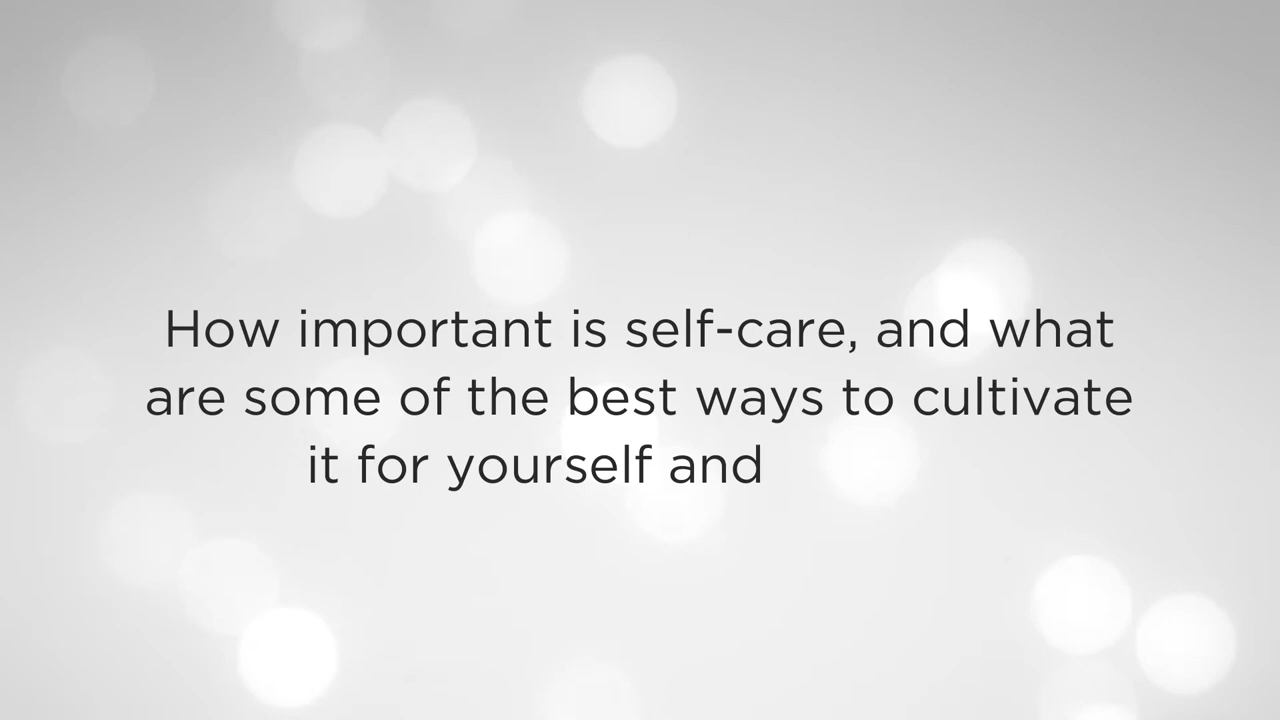 How important is self-care, and what
are some of the best ways to cultivate
it for yourself and